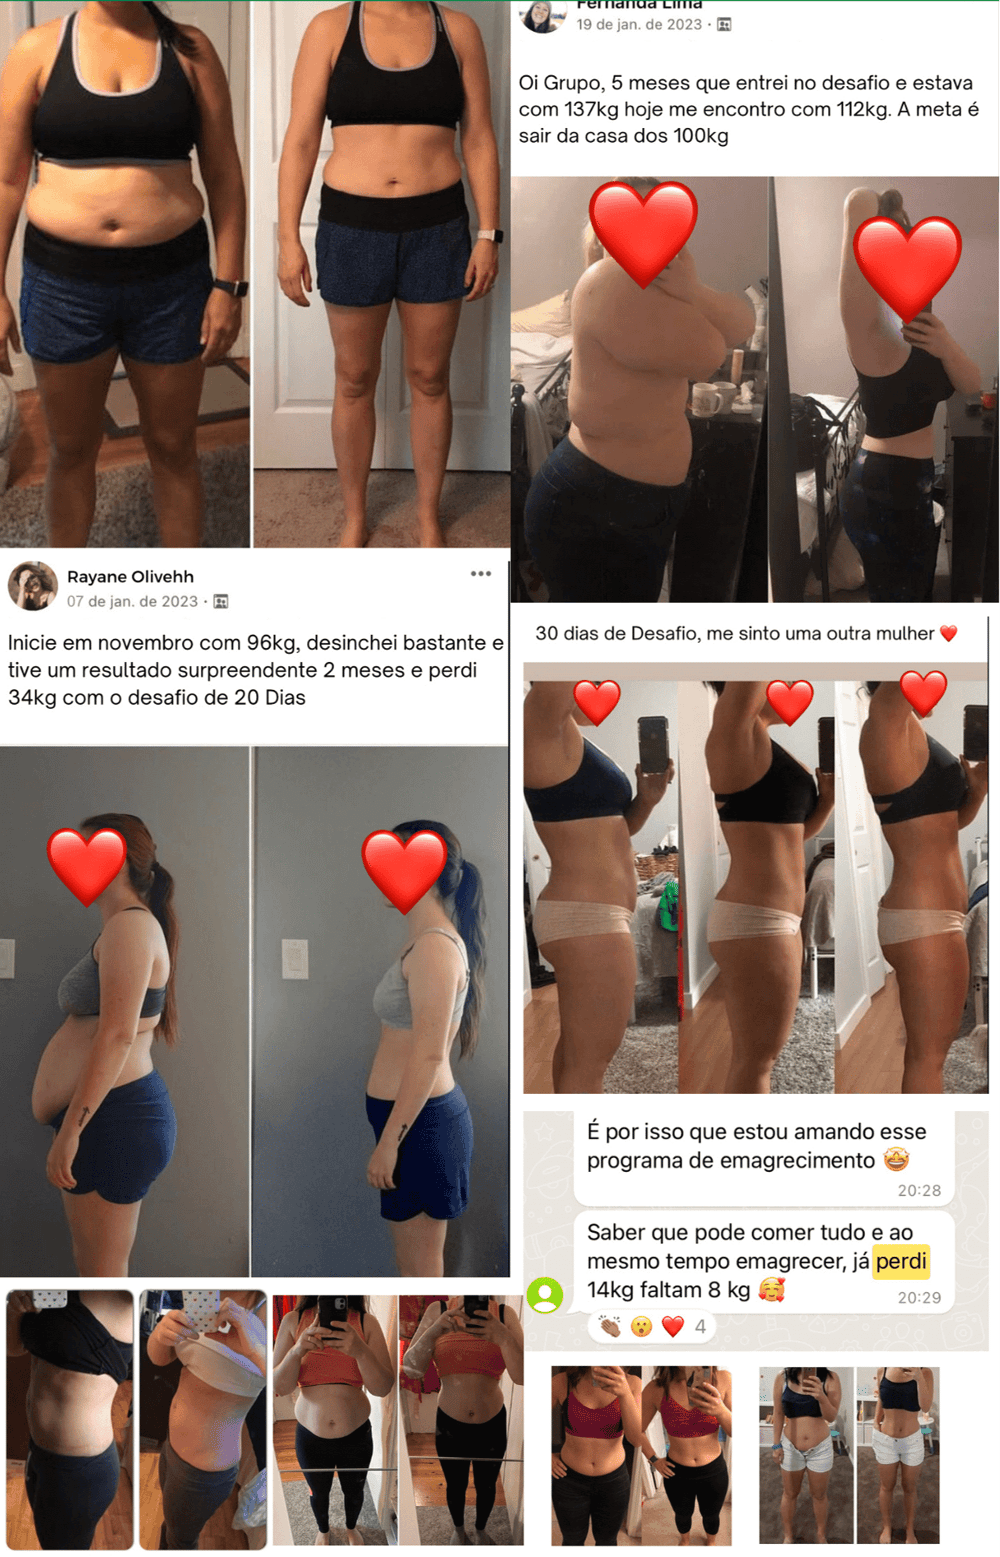 Fernanda Lima
19 de jan. de 2023 ·
Oi Grupo, 5 meses que entrei no desafio e estava
com 137kg hoje me encontro com 112kg. A meta é
sair da casa dos 100kg
Rayane Olivehh
07 de jan. de 2023 ·
Inicie em novembro com 96kg, desinchei bastante e
tive um resultado surpreendente 2 meses e perdi
34kg com o desafio de 20 Dias
30 dias de Desafio, me sinto uma outra mulher ❤️
É por isso que estou amando esse
programa de emagrecimento 🤩
20:28
Saber que pode comer tudo e ao
mesmo tempo emagrecer, já perdi
14kg faltam 8 kg 🥰
20:29
👏🏽 😮 ❤️ 4